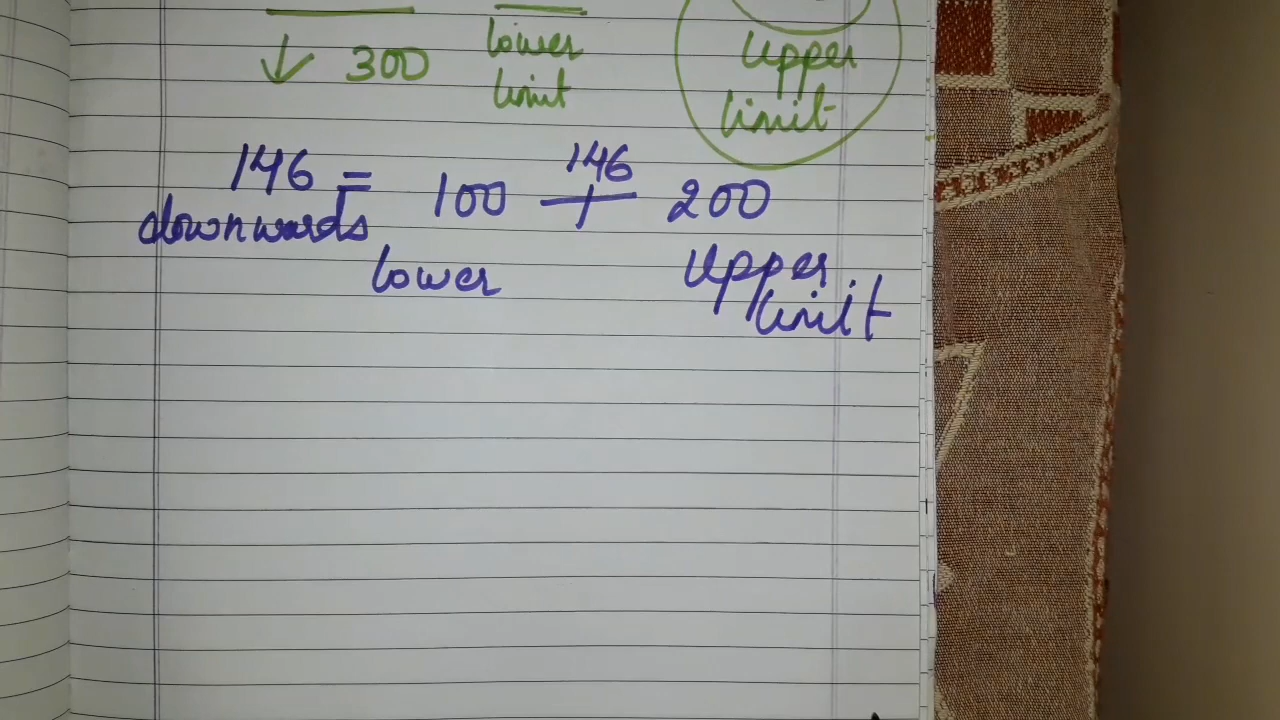 lower upper
↓ 300 limit limit
146
146 = 100 200
downwards
lower upper
limit